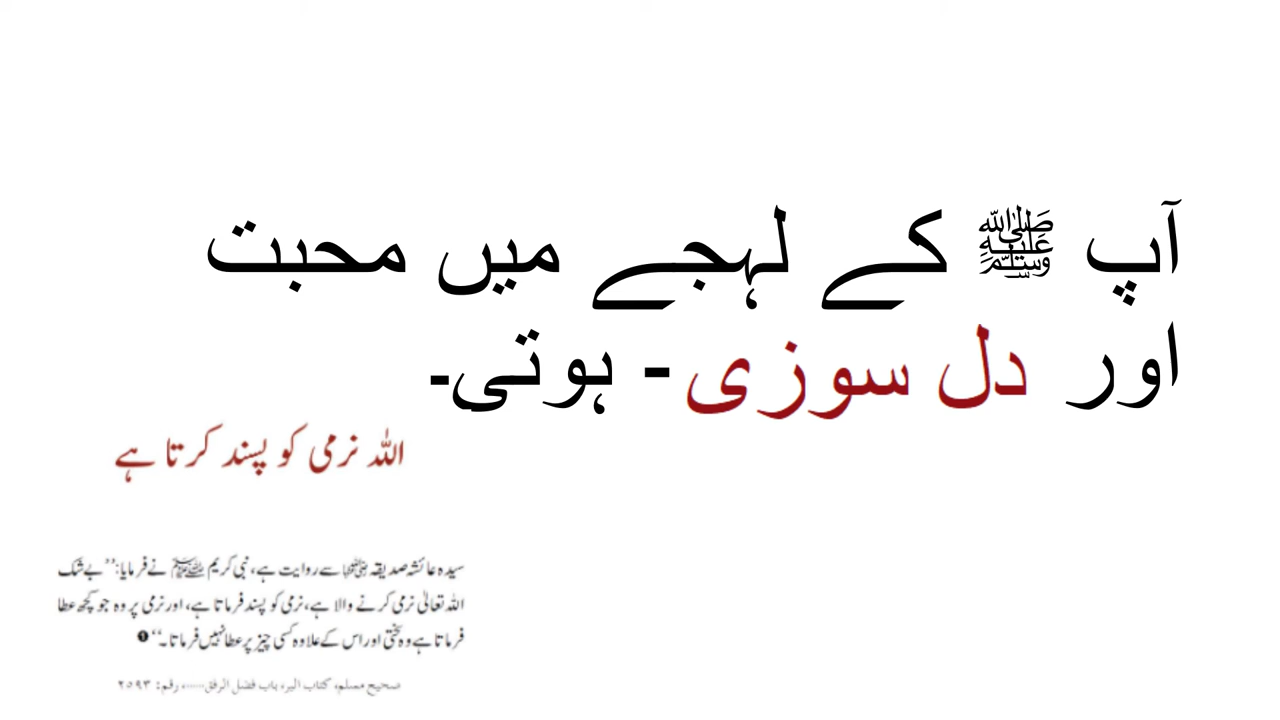 آپ ﷺ کے لہجے میں محبت
اور دل سوزی - ہوتی۔
اللہ نرمی کو پسند کرتا ہے
سیدہ عائشہ صدیقہ رضی اللہ عنہا سے روایت ہے، نبی کریم ﷺ نے فرمایا: ’’بے شک
اللہ تعالیٰ نرمی کرنے والا ہے، نرمی کو پسند فرماتا ہے، اور نرمی پر وہ جو کچھ عطا
فرماتا ہے وہ سختی اور اس کے علاوہ کسی چیز پر عطا نہیں فرماتا۔‘‘ ❶
صحیح مسلم، کتاب البر، باب فضل الرفق.....، رقم: ۲۵۹۳